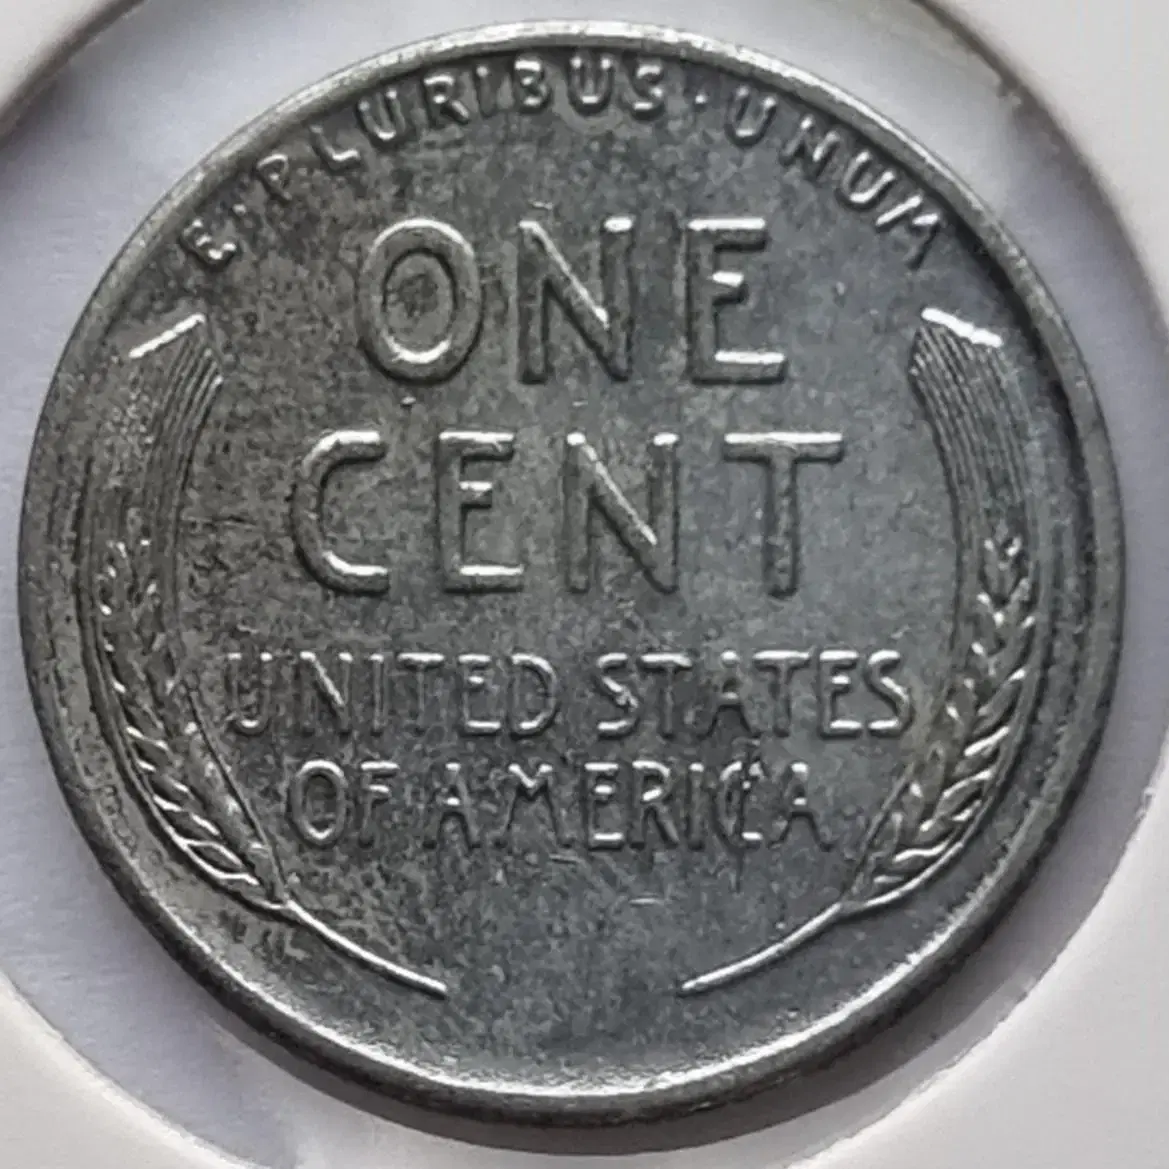 E·PLURIBUS·UNUM
ONE
CENT
UNITED STATES
OF AMERICA